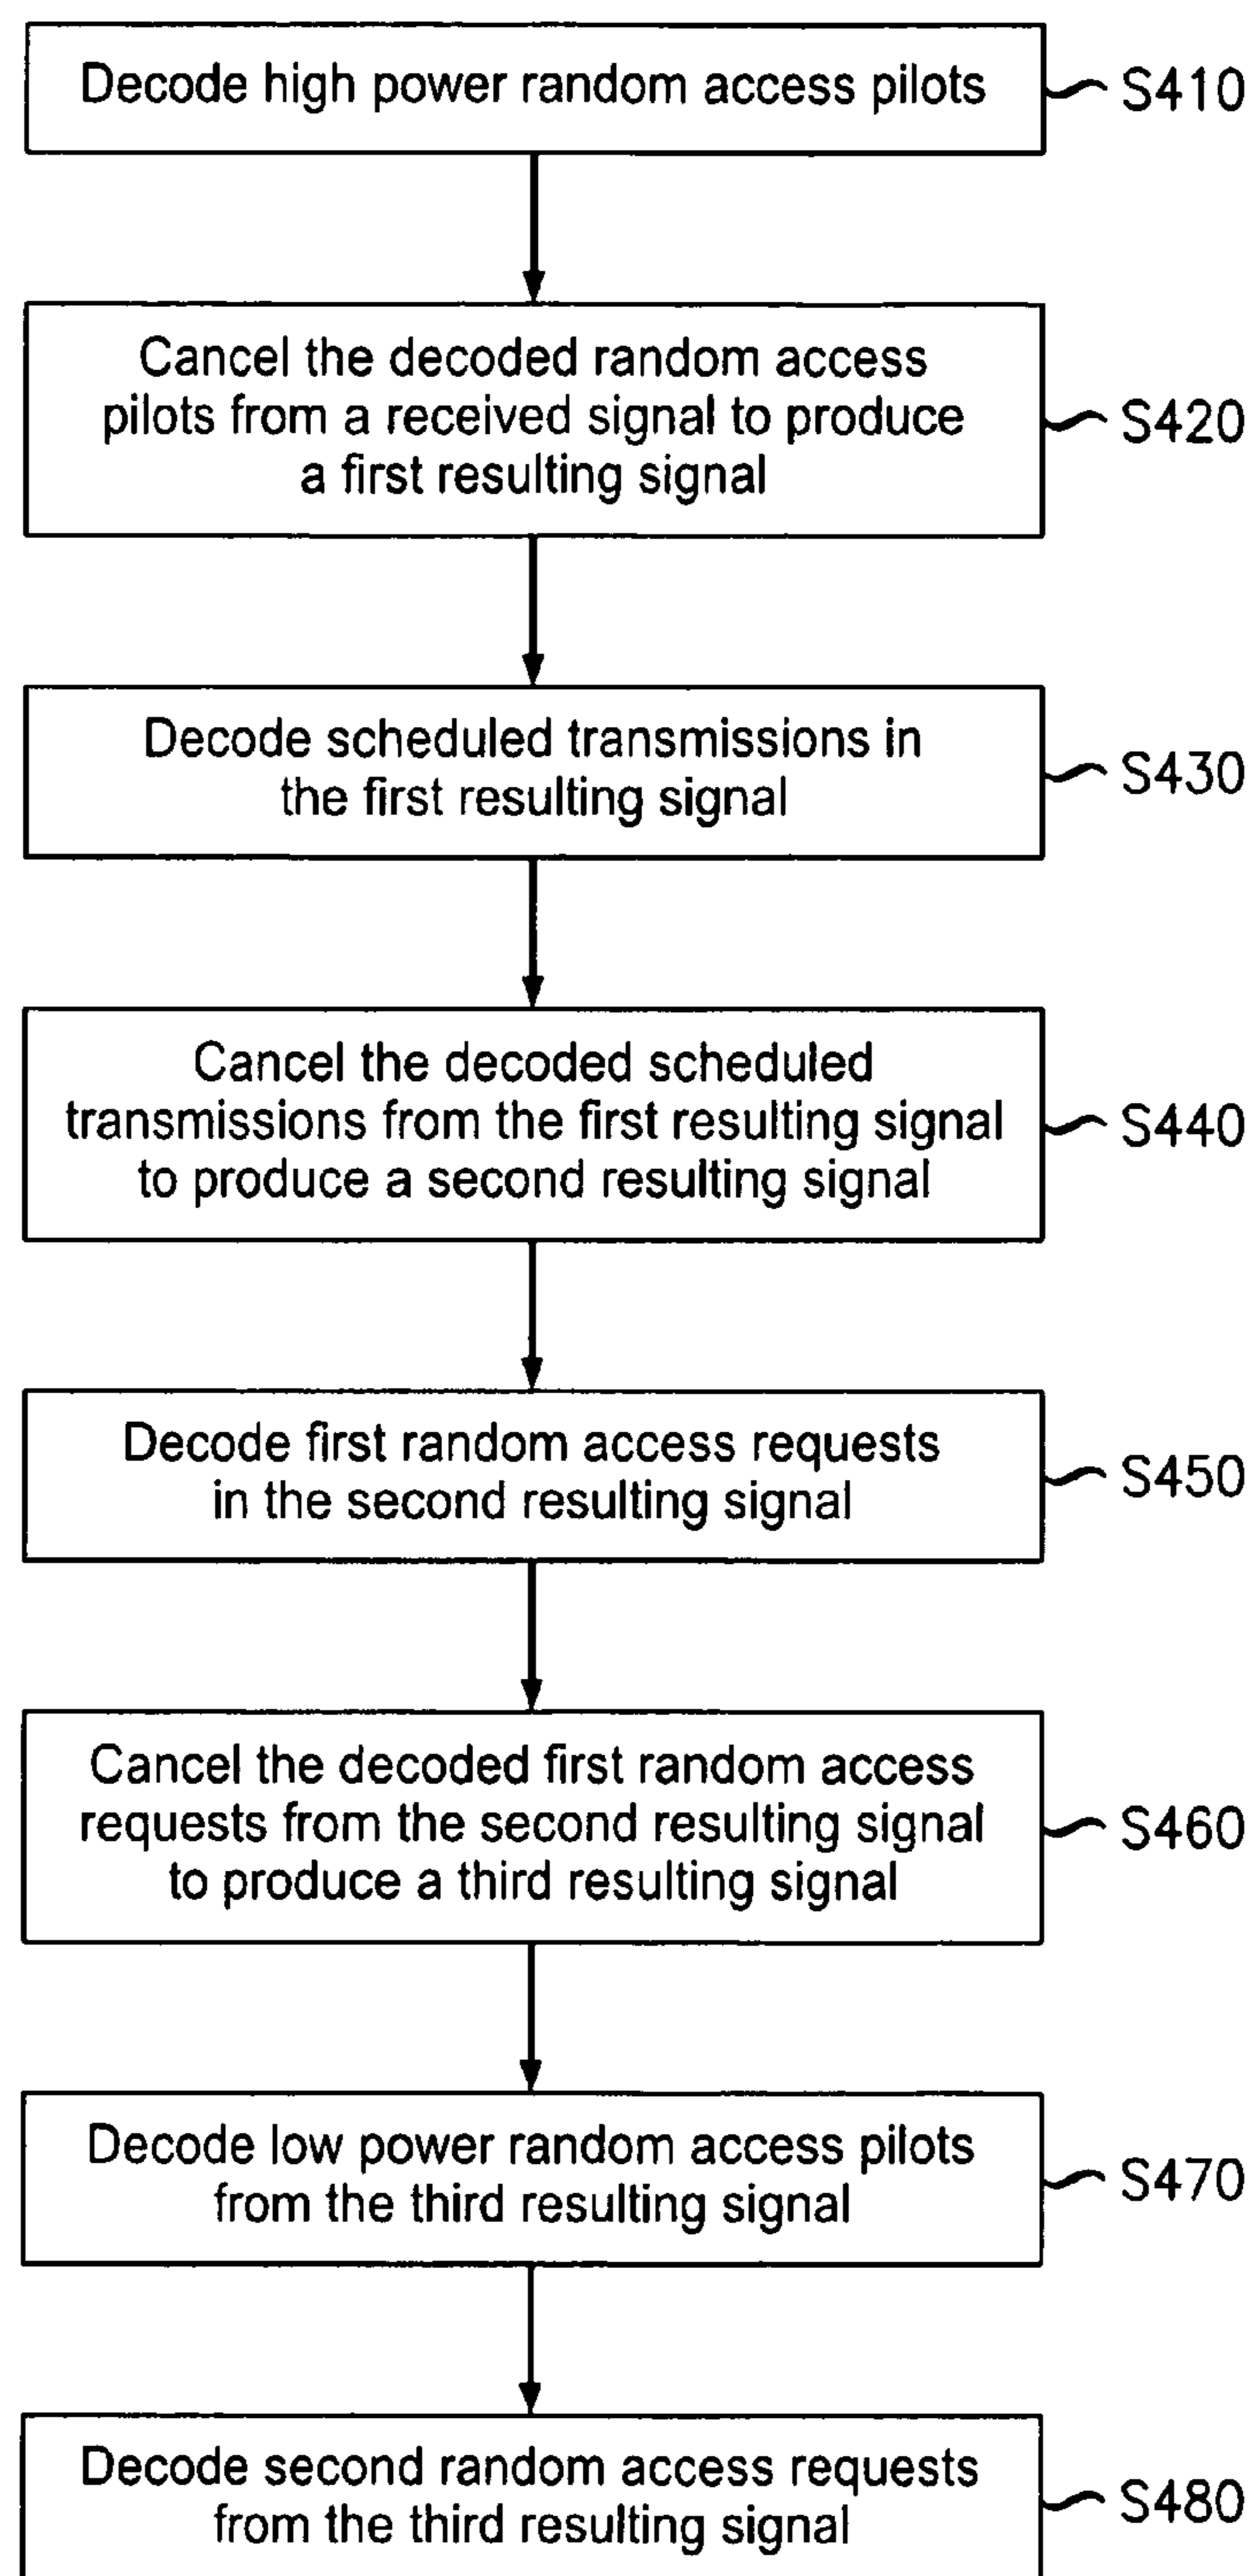 Decode high power random access pilots
S410
Cancel the decoded random access
pilots from a received signal to produce
a first resulting signal
S420
Decode scheduled transmissions in
the first resulting signal
S430
Cancel the decoded scheduled
transmissions from the first resulting signal
to produce a second resulting signal
S440
Decode first random access requests
in the second resulting signal
S450
Cancel the decoded first random access
requests from the second resulting signal
to produce a third resulting signal
S460
Decode low power random access pilots
from the third resulting signal
S470
Decode second random access requests
from the third resulting signal
S480